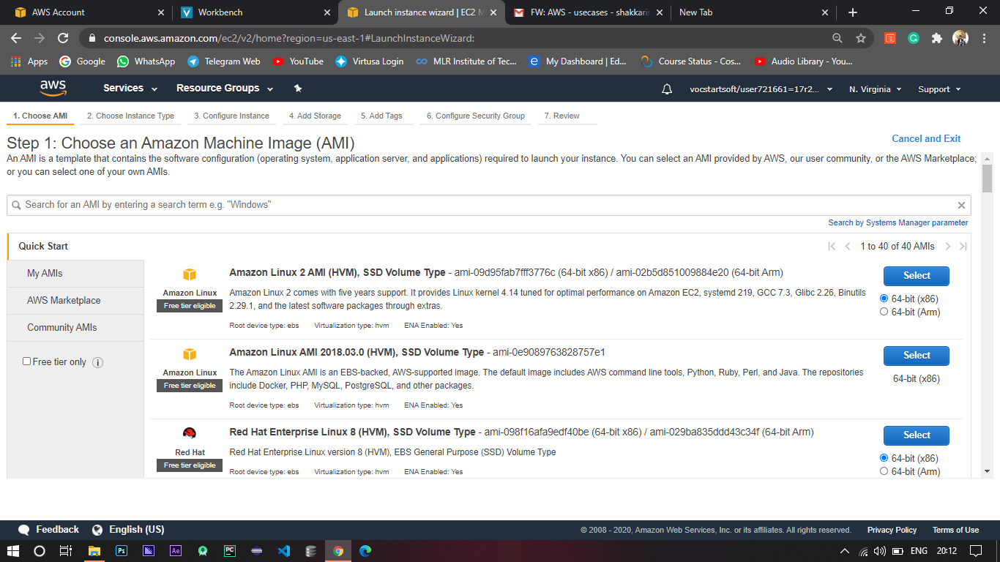 AWS Account
Workbench
Launch instance wizard | EC2 M
FW: AWS - usecases - shakkaris
New Tab
console.aws.amazon.com/ec2/v2/home?region=us-east-1#LaunchInstanceWizard:
Apps
Google
WhatsApp
Telegram Web
YouTube
Virtusa Login
MLR Institute of Tec...
My Dashboard | Ed...
Course Status - Cos...
Audio Library - You...
aws
Services
Resource Groups
vocstartsoft/user721661=17r2...
N. Virginia
Support
1. Choose AMI
2. Choose Instance Type
3. Configure Instance
4. Add Storage
5. Add Tags
6. Configure Security Group
7. Review
Step 1: Choose an Amazon Machine Image (AMI)
Cancel and Exit
An AMI is a template that contains the software configuration (operating system, application server, and applications) required to launch your instance. You can select an AMI provided by AWS, our user community, or the AWS Marketplace;
or you can select one of your own AMIs.
Search for an AMI by entering a search term e.g. "Windows"
Search by Systems Manager parameter
Quick Start
1 to 40 of 40 AMIs
My AMIs
AWS Marketplace
Community AMIs
Free tier only
Amazon Linux
Free tier eligible
Amazon Linux 2 AMI (HVM), SSD Volume Type - ami-09d95fab7fff3776c (64-bit x86) / ami-02b5d851009884e20 (64-bit Arm)
Amazon Linux 2 comes with five years support. It provides Linux kernel 4.14 tuned for optimal performance on Amazon EC2, systemd 219, GCC 7.3, Glibc 2.26, Binutils
2.29.1, and the latest software packages through extras.
Root device type: ebs Virtualization type: hvm ENA Enabled: Yes
Select
64-bit (x86)
64-bit (Arm)
Amazon Linux
Free tier eligible
Amazon Linux AMI 2018.03.0 (HVM), SSD Volume Type - ami-0e9089763828757e1
The Amazon Linux AMI is an EBS-backed, AWS-supported image. The default image includes AWS command line tools, Python, Ruby, Perl, and Java. The repositories
include Docker, PHP, MySQL, PostgreSQL, and other packages.
Root device type: ebs Virtualization type: hvm ENA Enabled: Yes
Select
64-bit (x86)
Red Hat
Free tier eligible
Red Hat Enterprise Linux 8 (HVM), SSD Volume Type - ami-098f16afa9edf40be (64-bit x86) / ami-029ba835ddd43c34f (64-bit Arm)
Red Hat Enterprise Linux version 8 (HVM), EBS General Purpose (SSD) Volume Type
Root device type: ebs Virtualization type: hvm ENA Enabled: Yes
Select
64-bit (x86)
64-bit (Arm)
Feedback
English (US)
© 2008 - 2020, Amazon Web Services, Inc. or its affiliates. All rights reserved.
Privacy Policy
Terms of Use
Ps
Ae
PC
ENG
20:12